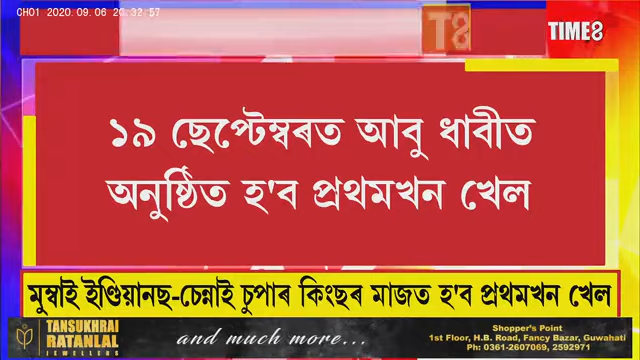 CH01 2020.09.06 20:32:57
T8
TIME8
১৯ ছেপ্টেম্বৰত আবু ধাবীত
অনুষ্ঠিত হ'ব প্ৰথমখন খেল
মুম্বাই ইণ্ডিয়ানছ-চেন্নাই চুপাৰ কিংছৰ মাজত হ'ব প্ৰথমখন খেল
TANSUKHRAI
RATANLAL
JEWELLERS
and much more...
Shopper's Point
1st Floor, H.B. Road, Fancy Bazar, Guwahati
Ph: 0361-2607069, 2592971